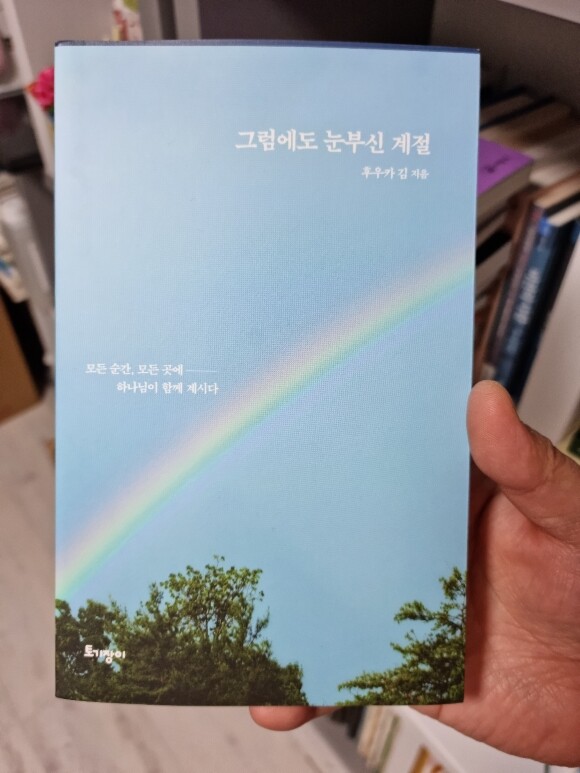 그럼에도 눈부신 계절
후우카 김 지음
모든 순간, 모든 곳에
하나님이 함께 계시다
토기장이